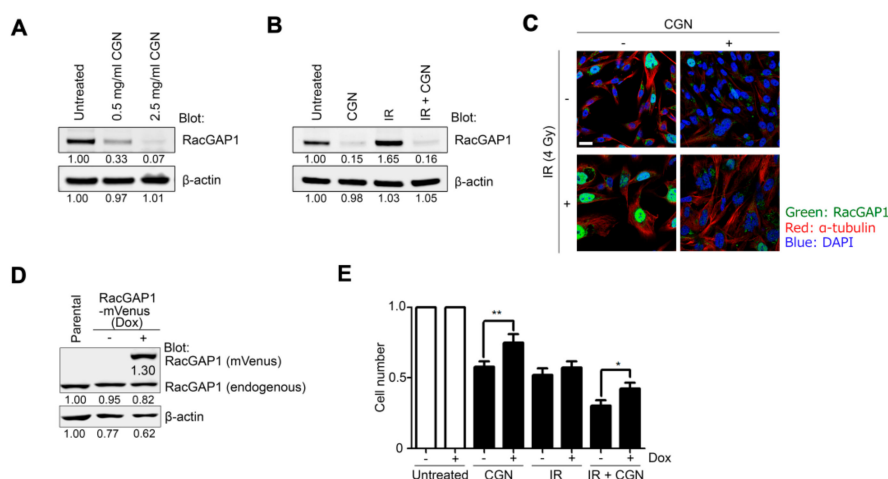 A
Untreated
0.5 mg/ml CGN
2.5 mg/ml CGN
Blot:
RacGAP1
1.00 0.33 0.07
β-actin
1.00 0.97 1.01
B
Untreated
CGN
IR
IR + CGN
Blot:
RacGAP1
1.00 0.15 1.65 0.16
β-actin
1.00 0.98 1.03 1.05
C
CGN
- +
IR (4 Gy)
-
+
Green: RacGAP1
Red: α-tubulin
Blue: DAPI
D
Parental
RacGAP1
-mVenus
(Dox)
- +
Blot:
RacGAP1 (mVenus)
1.30
RacGAP1 (endogenous)
1.00 0.95 0.82
β-actin
1.00 0.77 0.62
E
Cell number
1.0
0.5
0
**
*
- + - + - + - + Dox
Untreated CGN IR IR + CGN